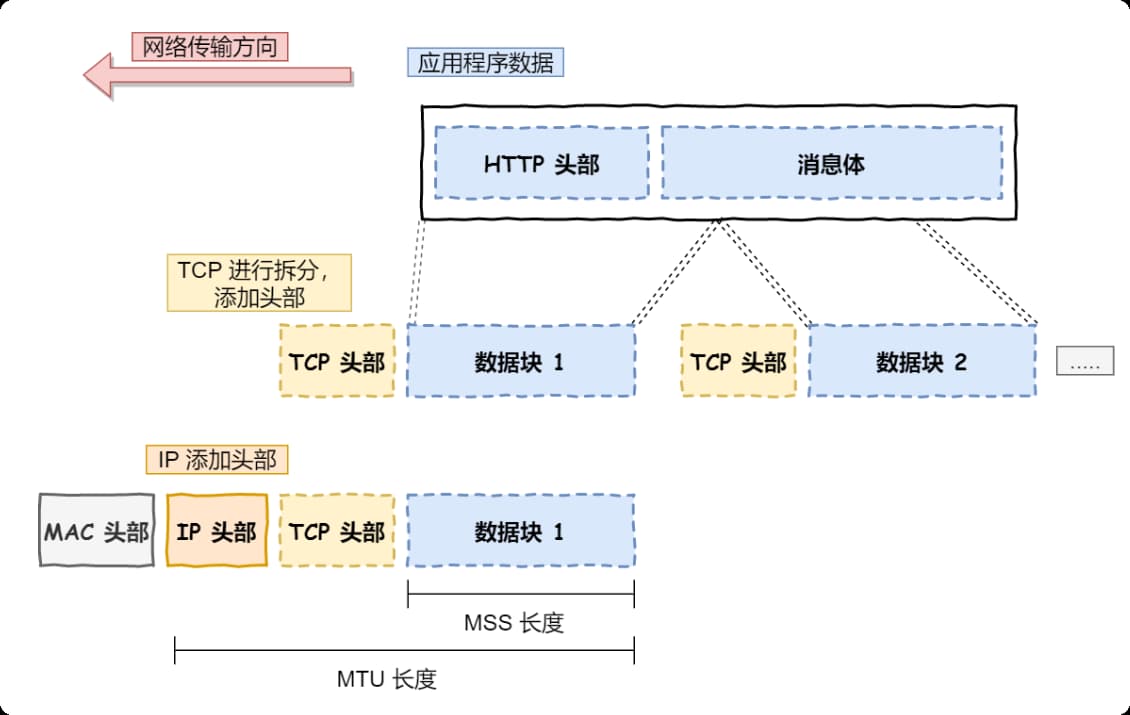 网络传输方向
应用程序数据
HTTP 头部
消息体
TCP 进行拆分，
添加头部
TCP 头部
数据块 1
TCP 头部
数据块 2
.....
IP 添加头部
MAC 头部
IP 头部
TCP 头部
数据块 1
MSS 长度
MTU 长度